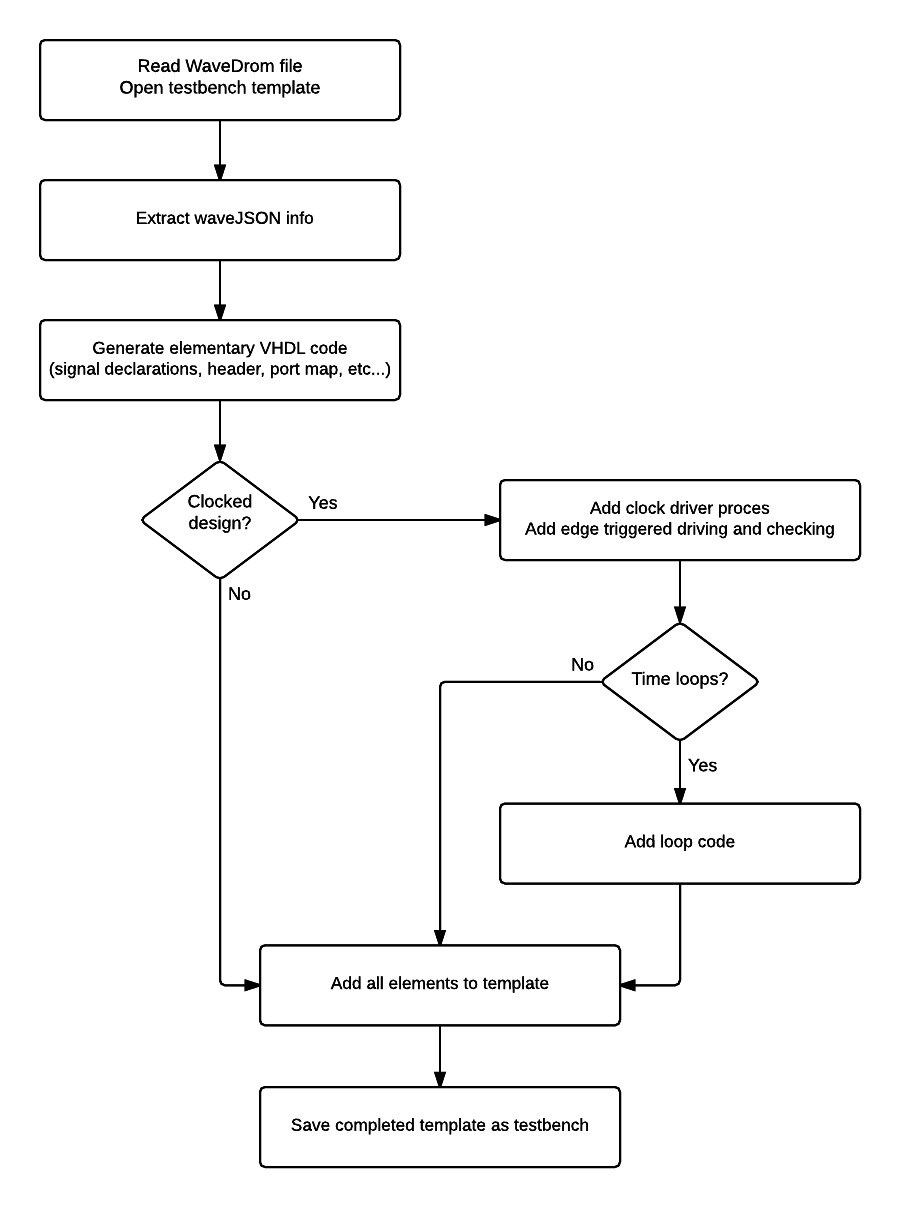 Read WaveDrom file
Open testbench template
Extract waveJSON info
Generate elementary VHDL code
(signal declarations, header, port map, etc...)
Clocked
design?
Yes
No
Add clock driver proces
Add edge triggered driving and checking
Time loops?
No
Yes
Add loop code
Add all elements to template
Save completed template as testbench